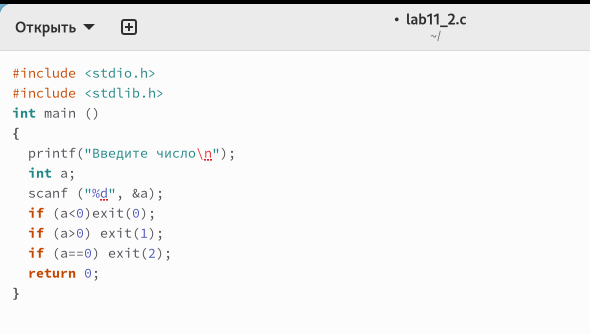 Открыть
• lab11_2.c
~/
#include <stdio.h>
#include <stdlib.h>
int main ()
{
  printf("Введите число\n");
  int a;
  scanf ("%d", &a);
  if (a<0)exit(0);
  if (a>0) exit(1);
  if (a==0) exit(2);
  return 0;
}